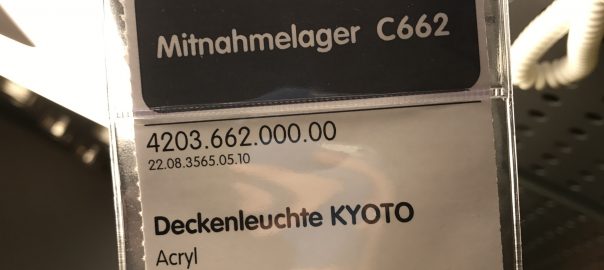 Mitnahmelager C662
4203.662.000.00
22.08.3565.05.10
Deckenleuchte KYOTO
Acryl